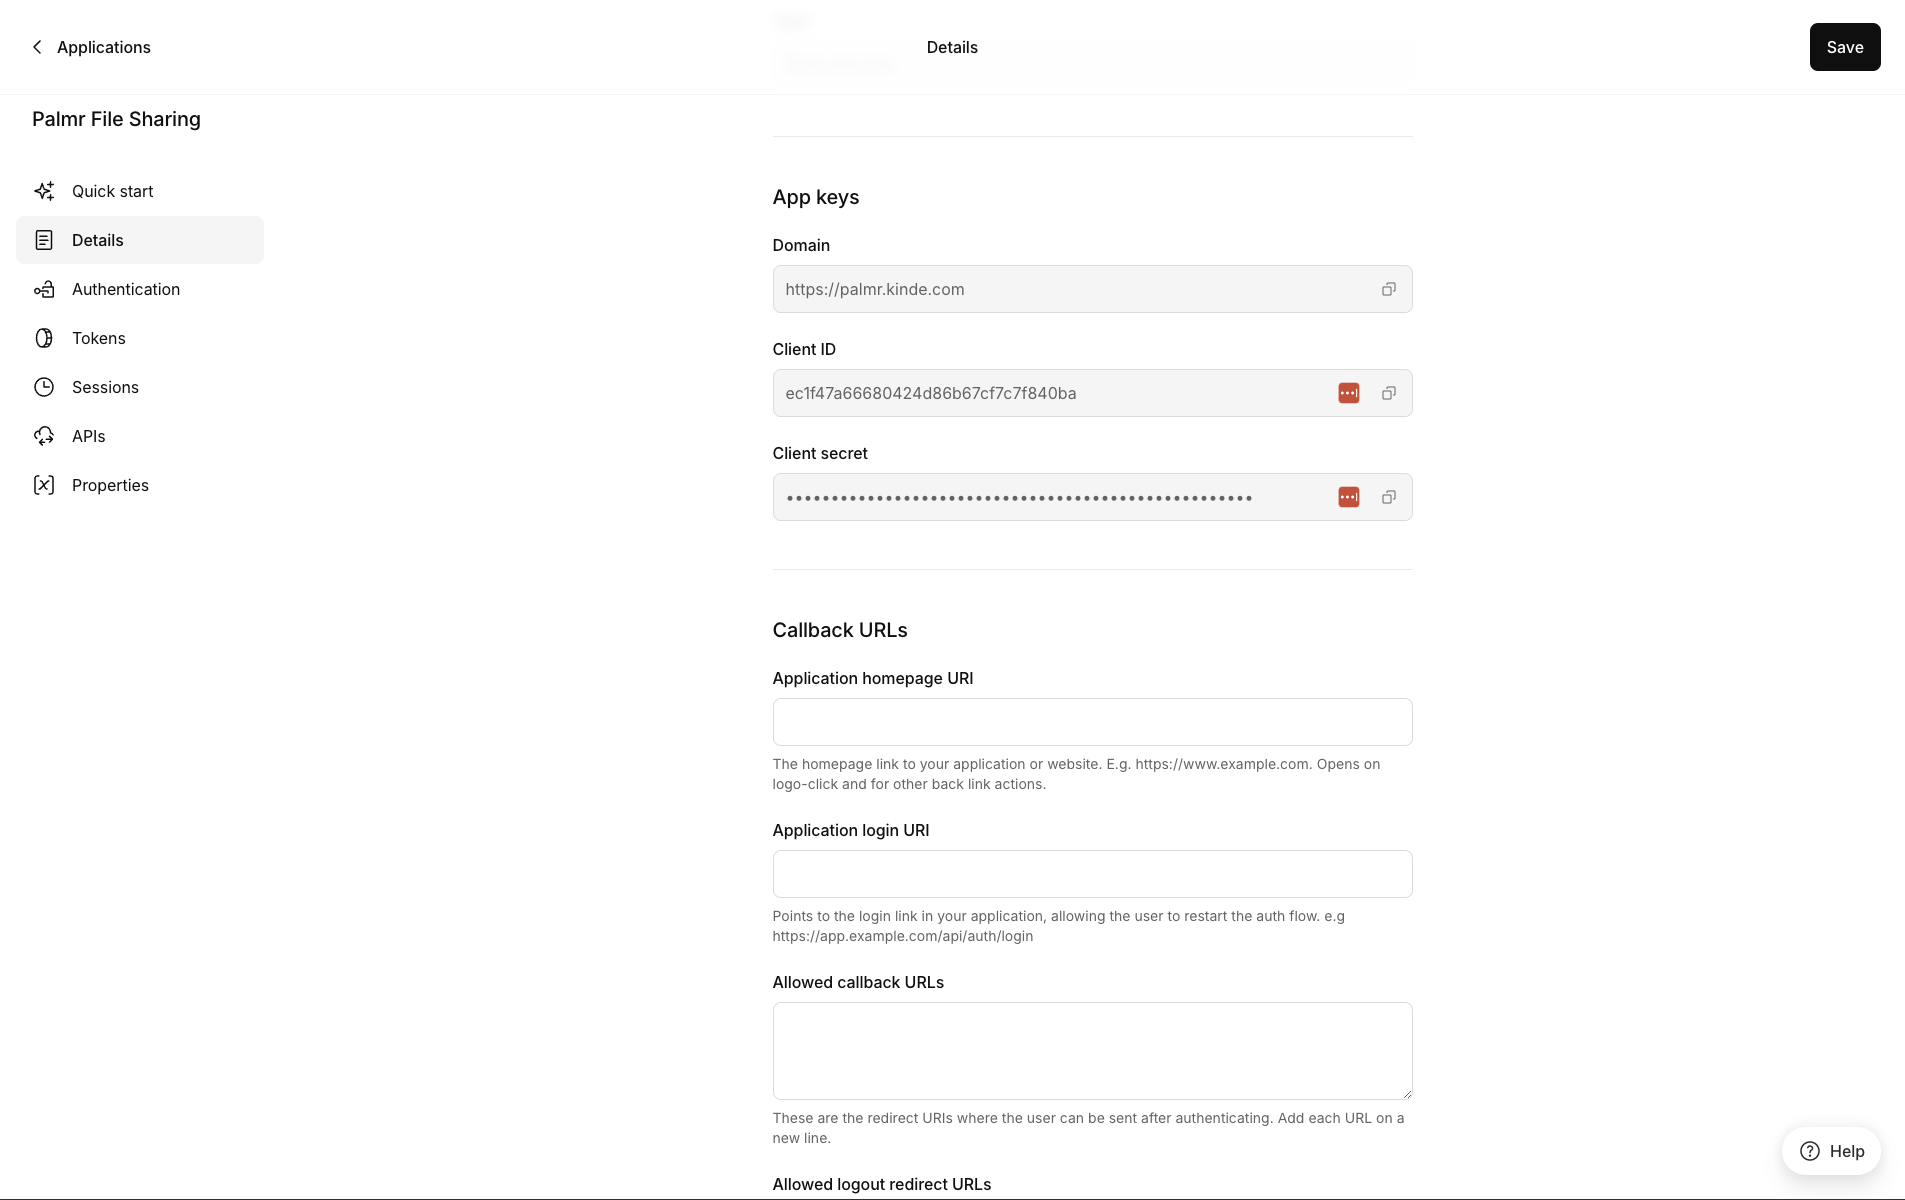 Applications
Details
Save
Palmr File Sharing
Quick start
Details
Authentication
Tokens
Sessions
APIs
Properties
App keys
Domain
https://palmr.kinde.com
Client ID
ec1f47a66680424d86b67cf7c7f840ba
Client secret
Callback URLs
Application homepage URI
The homepage link to your application or website. E.g. https://www.example.com. Opens on
logo-click and for other back link actions.
Application login URI
Points to the login link in your application, allowing the user to restart the auth flow. e.g
https://app.example.com/api/auth/login
Allowed callback URLs
These are the redirect URIs where the user can be sent after authenticating. Add each URL on a
new line.
Allowed logout redirect URLs
Help